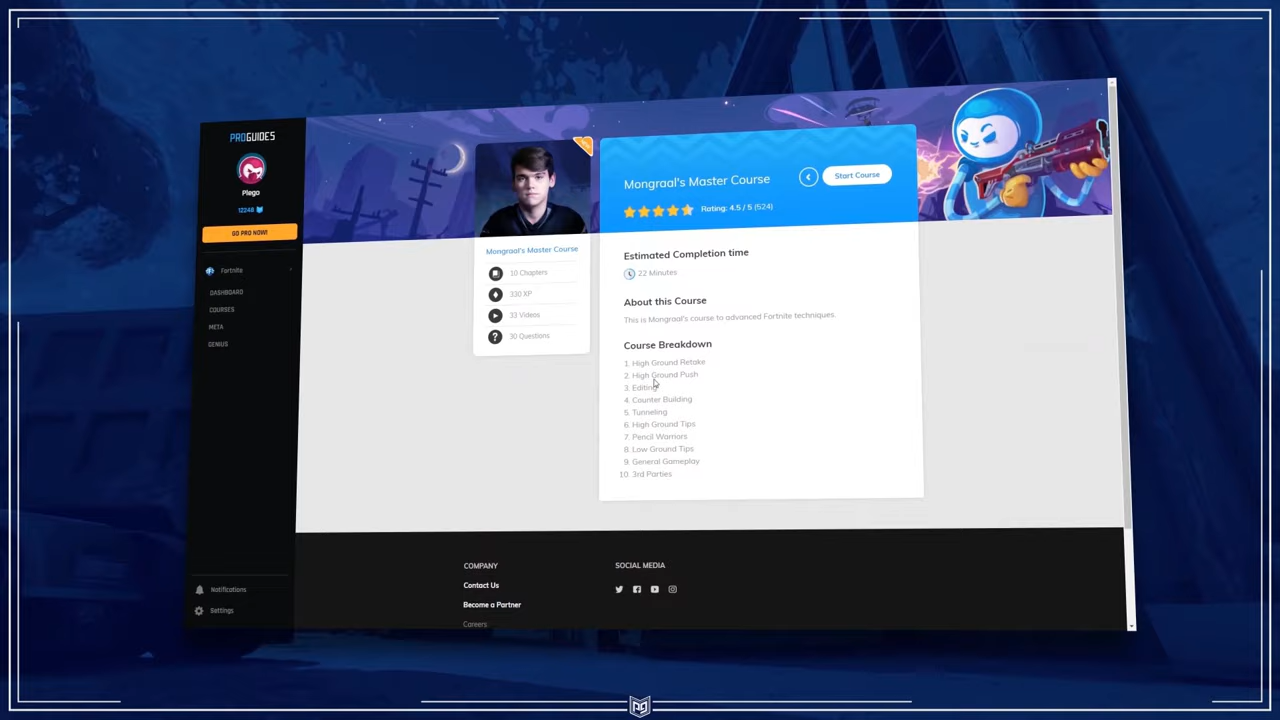 PROGUIDES
Plego
12248
GO PRO NOW!
Fortnite
DASHBOARD
COURSES
META
GENIUS
Notifications
Settings
Mongraal's Master Course
10 Chapters
330 XP
33 Videos
30 Questions
Mongraal's Master Course
Start Course
Rating: 4.5 / 5 (524)
Estimated Completion time
22 Minutes
About this Course
This is Mongraal's course to advanced Fortnite techniques.
Course Breakdown
1. High Ground Retake
2. High Ground Push
3. Editing
4. Counter Building
5. Tunneling
6. High Ground Tips
7. Pencil Warriors
8. Low Ground Tips
9. General Gameplay
10. 3rd Parties
COMPANY
Contact Us
Become a Partner
Careers
SOCIAL MEDIA